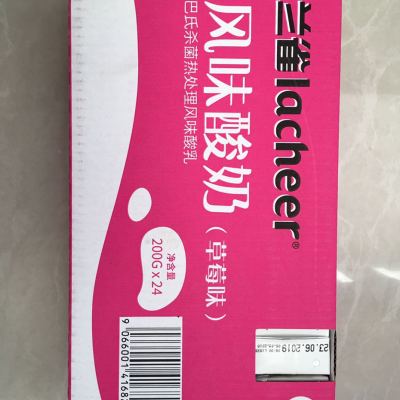 兰雀lacheer®
风味酸奶(草莓味)
巴氏杀菌热处理风味酸乳
净含量
200G×24
23.06.2019
9 066001 4168